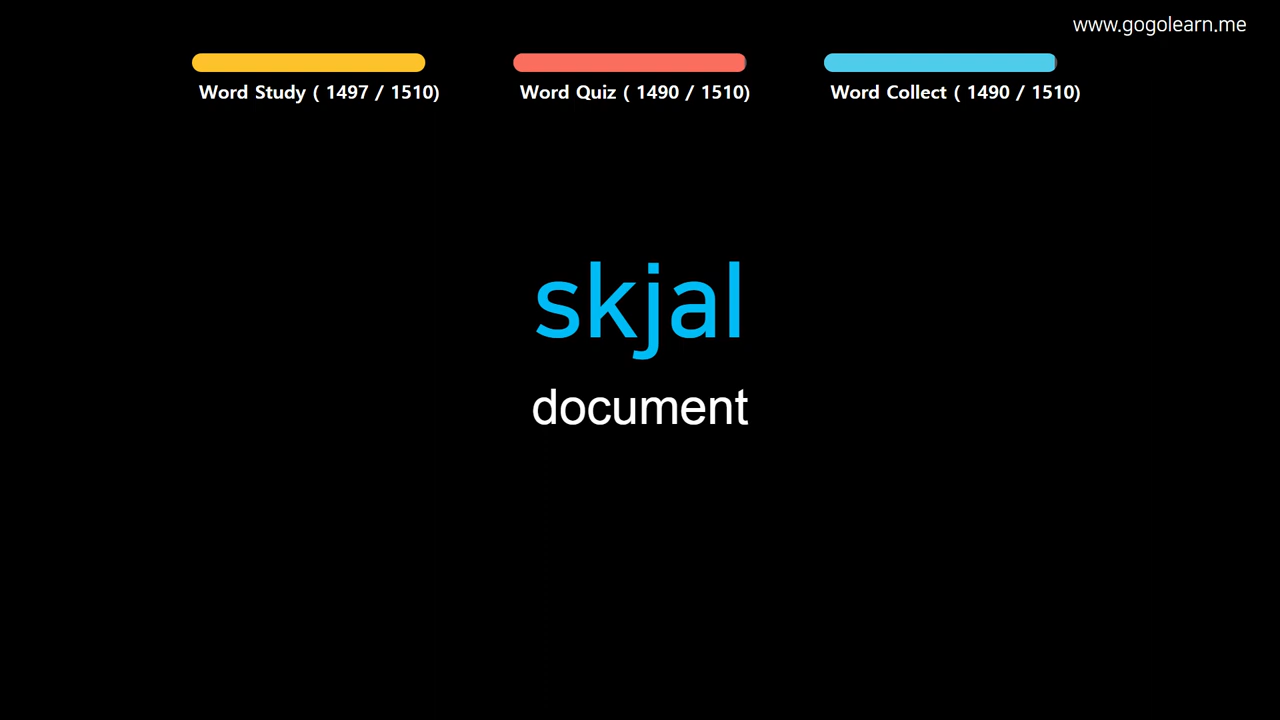 www.gogolearn.me
Word Study ( 1497 / 1510)
Word Quiz ( 1490 / 1510)
Word Collect ( 1490 / 1510)
skjal
document